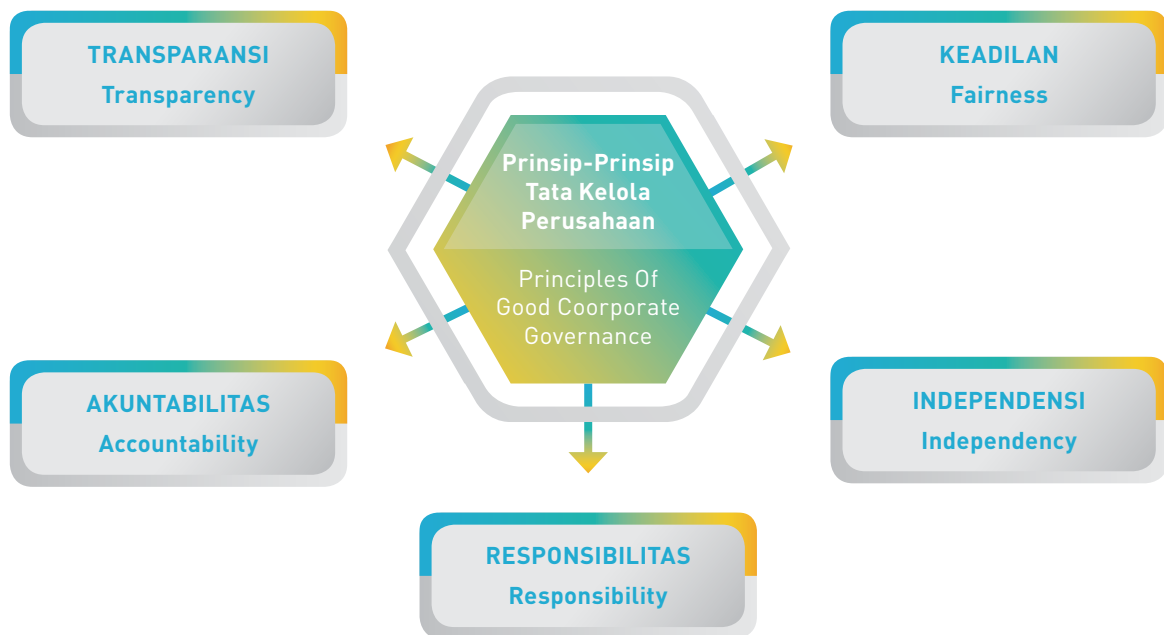 TRANSPARANSI
Transparency
KEADILAN
Fairness
Prinsip-Prinsip
Tata Kelola
Perusahaan
Principles Of
Good Coorporate
Governance
AKUNTABILITAS
Accountability
INDEPENDENSI
Independency
RESPONSIBILITAS
Responsibility